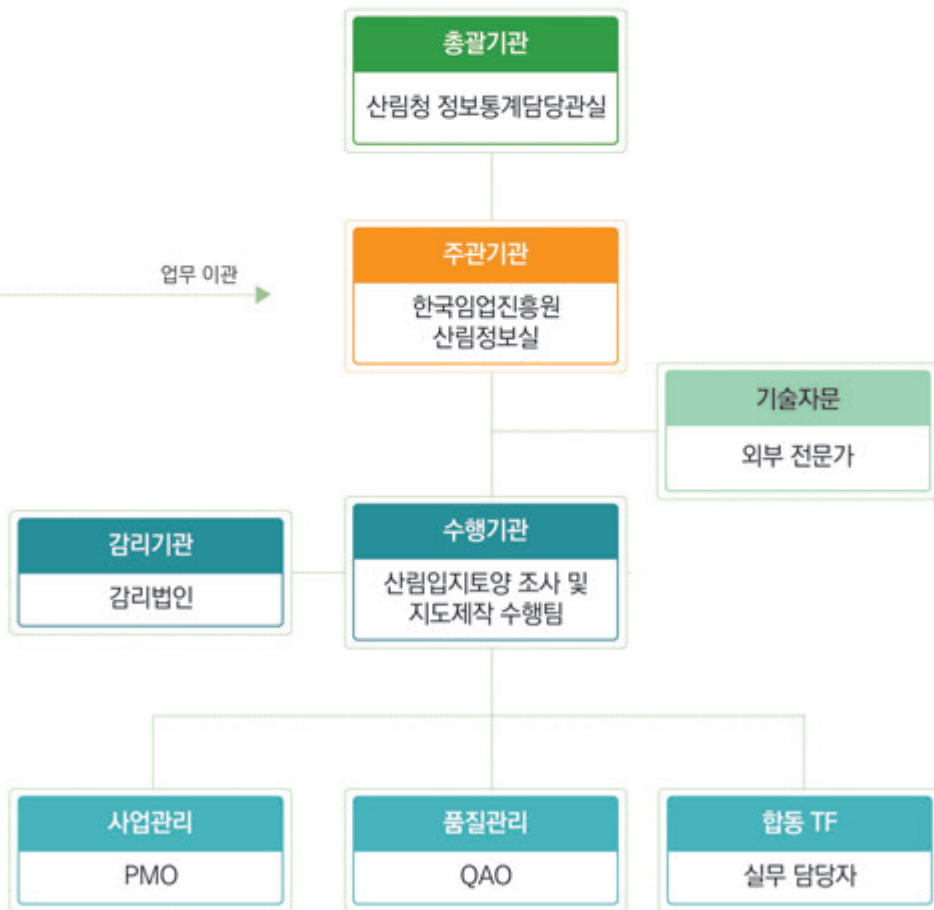 총괄기관
산림청 정보통계담당관실
주관기관
업무 이관
한국임업진흥원
산림정보실
기술자문
외부 전문가
감리기관
감리법인
수행기관
산림입지토양 조사 및
지도제작 수행팀
사업관리
PMO
품질관리
QAO
합동 TF
실무 담당자